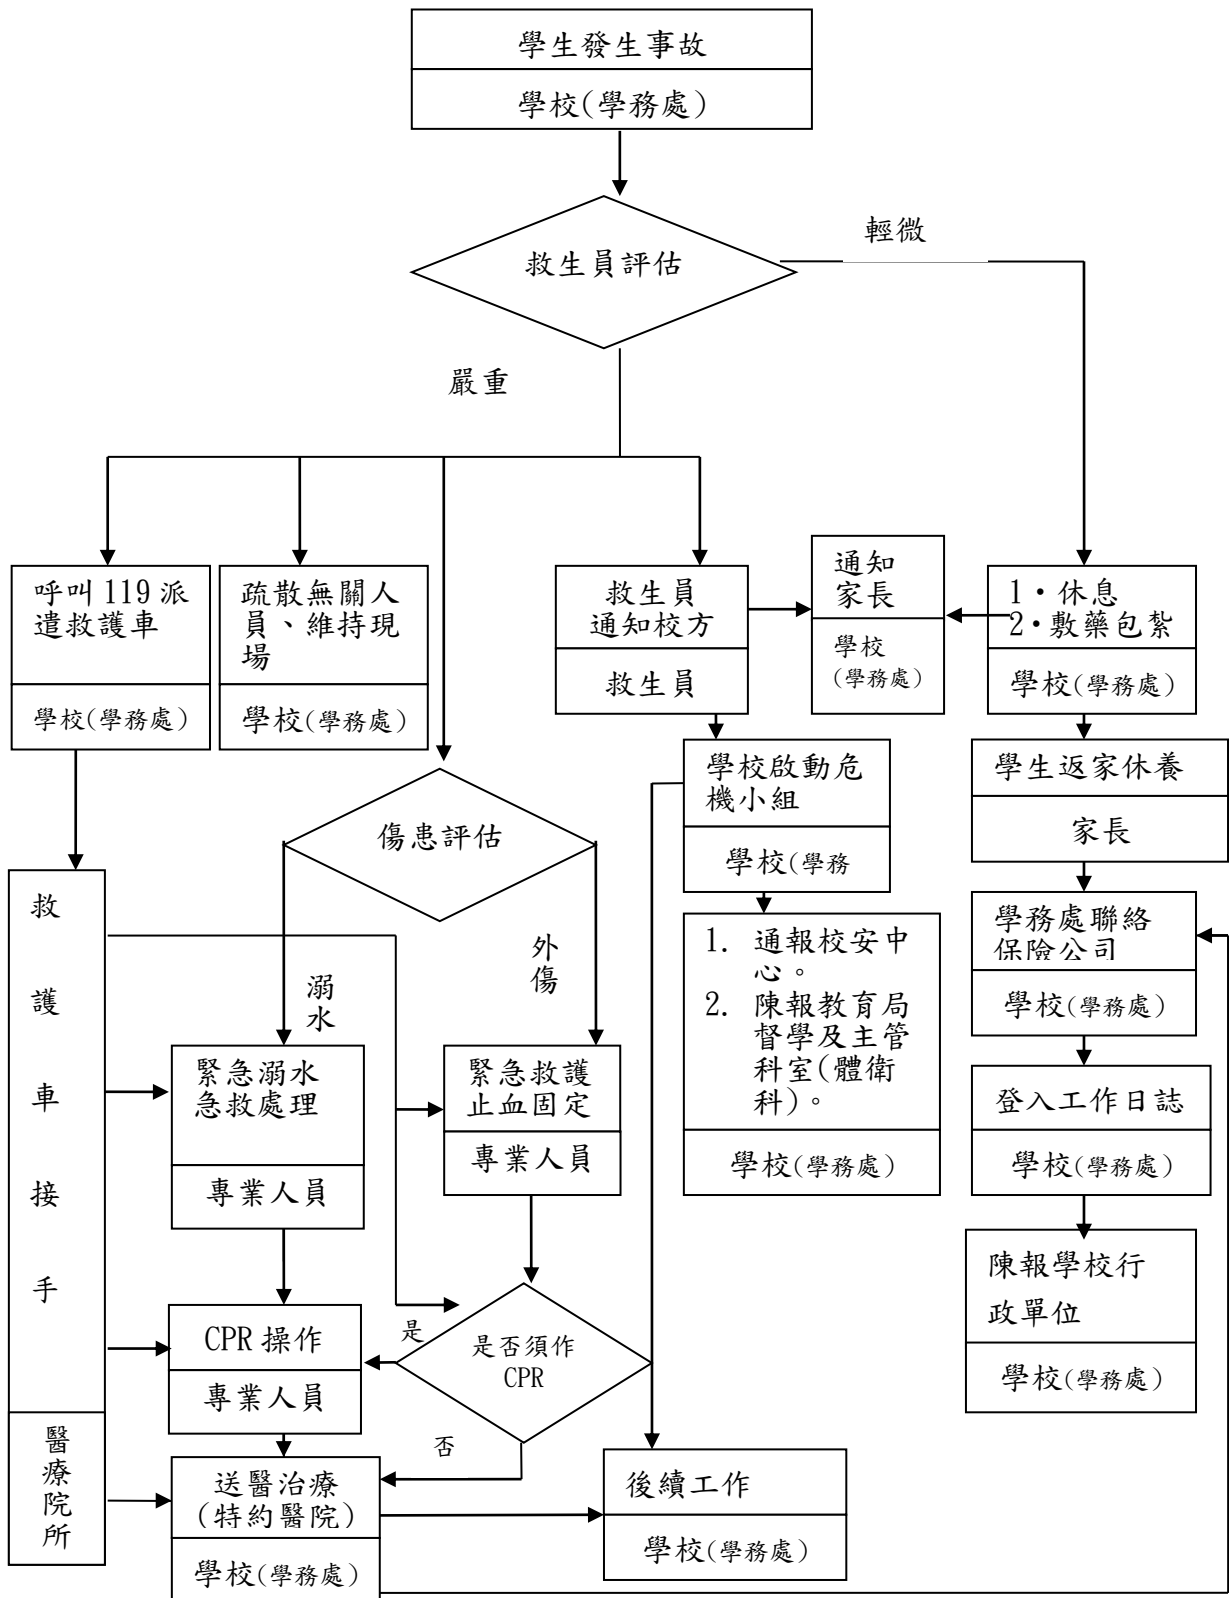 學生發生事故
學校(學務處)
救生員評估
輕微
嚴重
呼叫119派
遣救護車
學校(學務處)
疏散無關人
員、維持現
場
學校(學務處)
救生員
通知校方
救生員
通知
家長
學校
(學務處)
1・休息
2・敷藥包紮
學校(學務處)
學校啟動危
機小組
學校(學務
學生返家休養
家長
傷患評估
溺
水
外
傷
救
護
車
接
手
醫
療
院
所
1. 通報校安中
心。
2. 陳報教育局
督學及主管
科室(體衛
科)。
學校(學務處)
學務處聯絡
保險公司
學校(學務處)
緊急溺水
急救處理
專業人員
緊急救護
止血固定
專業人員
登入工作日誌
學校(學務處)
陳報學校行
政單位
學校(學務處)
CPR操作
專業人員
是
是否須作
CPR
否
送醫治療
(特約醫院)
學校(學務處)
後續工作
學校(學務處)